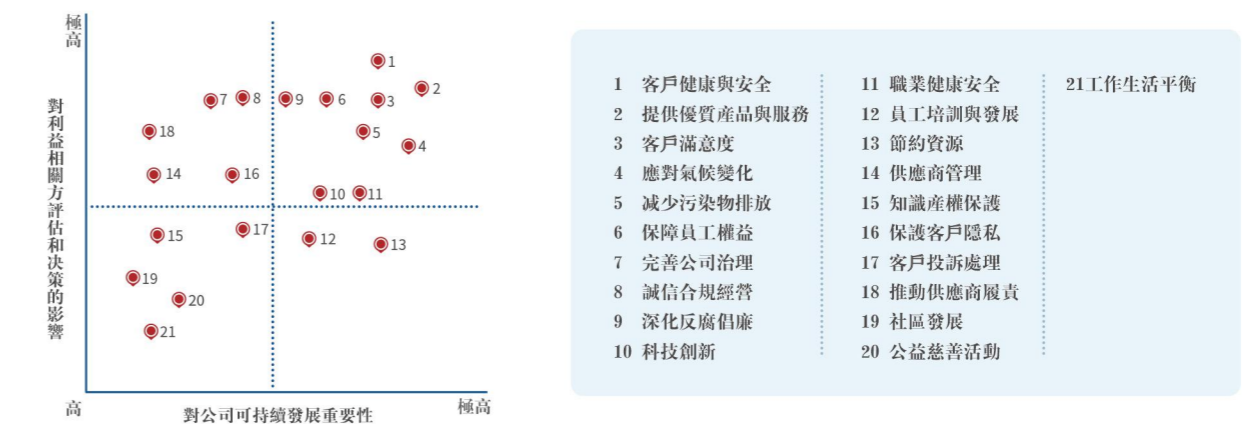 極高
對利益相關方評估和决策的影響
1
2
7
8
9
6
3
18
5
4
14
16
10
11
15
17
12
13
19
20
21
高
對公司可持續發展重要性
極高
1 客戶健康與安全
2 提供優質產品與服務
3 客戶滿意度
4 應對氣候變化
5 減少污染物排放
6 保障員工權益
7 完善公司治理
8 誠信合規經營
9 深化反腐倡廉
10 科技創新
11 職業健康安全
12 員工培訓與發展
13 節約資源
14 供應商管理
15 知識產權保護
16 保護客戶隱私
17 客戶投訴處理
18 推動供應商履責
19 社區發展
20 公益慈善活動
21工作生活平衡